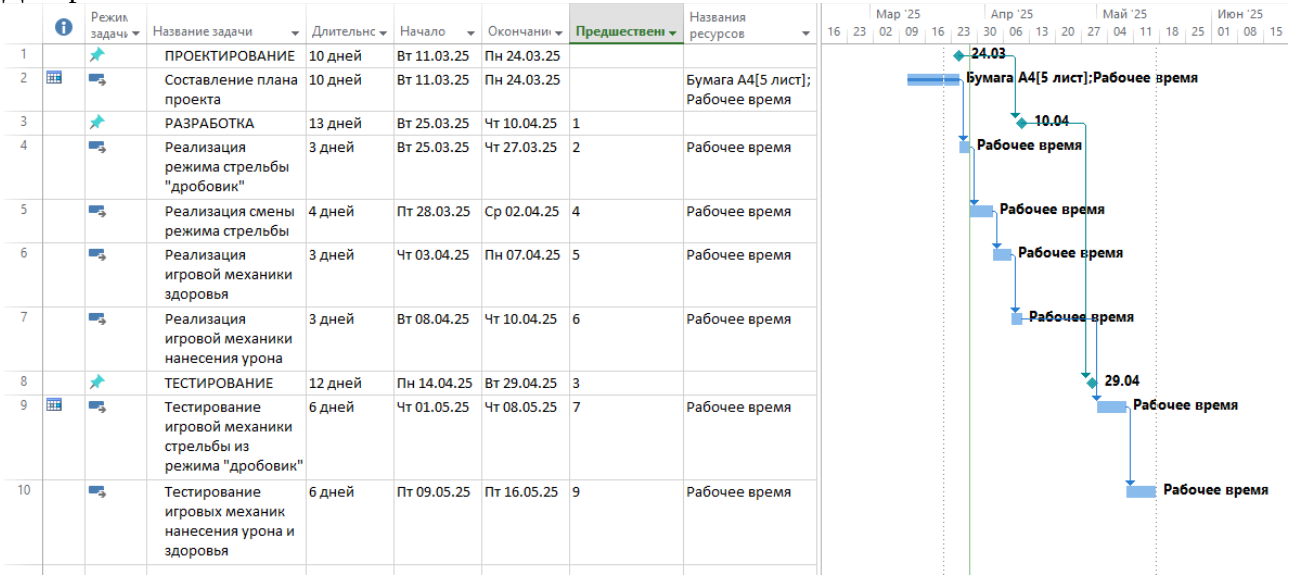 Режим задачи
Название задачи
Длительнс
Начало
Окончани
Предшественн
Названия ресурсов
Мар '25 Апр '25 Май '25 Июн '25
16 23 02 09 16 23 30 06 13 20 27 04 11 18 25 01 08 15
1 ПРОЕКТИРОВАНИЕ 10 дней Вт 11.03.25 Пн 24.03.25
24.03
2 Составление плана проекта 10 дней Вт 11.03.25 Пн 24.03.25 Бумага А4[5 лист]; Рабочее время
Бумага А4[5 лист];Рабочее время
3 РАЗРАБОТКА 13 дней Вт 25.03.25 Чт 10.04.25 1
10.04
4 Реализация режима стрельбы "дробовик" 3 дней Вт 25.03.25 Чт 27.03.25 2 Рабочее время
Рабочее время
5 Реализация смены режима стрельбы 4 дней Пт 28.03.25 Ср 02.04.25 4 Рабочее время
Рабочее время
6 Реализация игровой механики здоровья 3 дней Чт 03.04.25 Пн 07.04.25 5 Рабочее время
Рабочее время
7 Реализация игровой механики нанесения урона 3 дней Вт 08.04.25 Чт 10.04.25 6 Рабочее время
Рабочее время
8 ТЕСТИРОВАНИЕ 12 дней Пн 14.04.25 Вт 29.04.25 3
29.04
9 Тестирование игровой механики стрельбы из режима "дробовик" 6 дней Чт 01.05.25 Чт 08.05.25 7 Рабочее время
Рабочее время
10 Тестирование игровых механик нанесения урона и здоровья 6 дней Пт 09.05.25 Пт 16.05.25 9 Рабочее время
Рабочее время